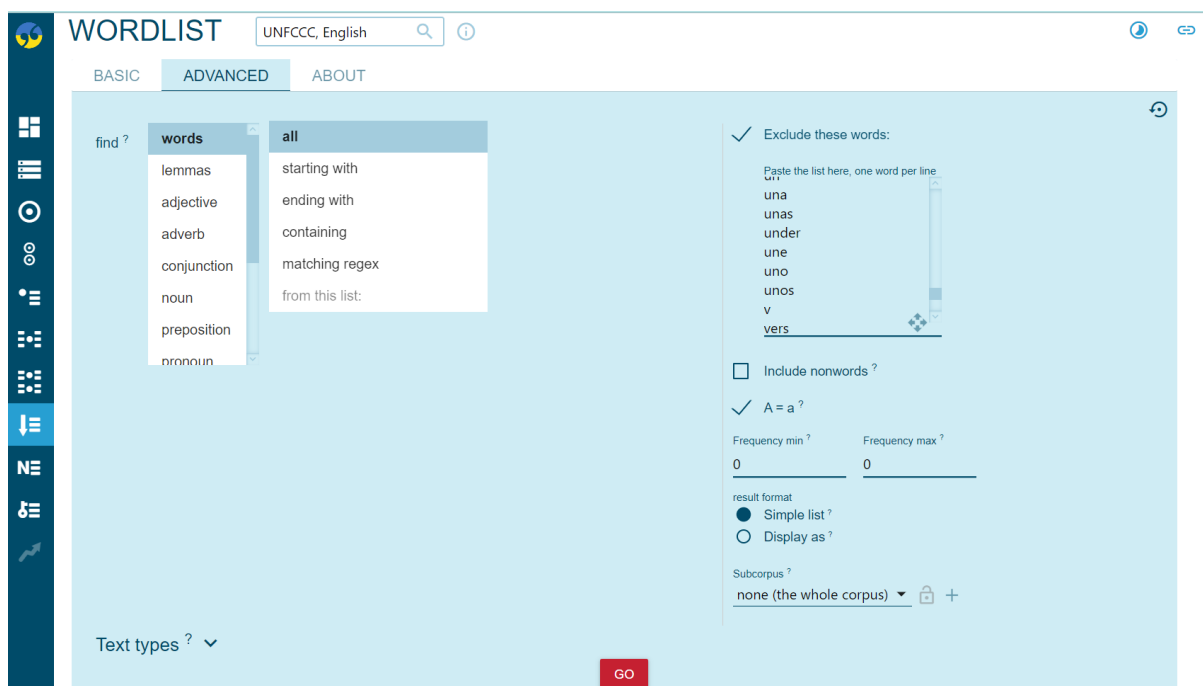 WORDLIST
UNFCCC, English
BASIC
ADVANCED
ABOUT
find ?
words
lemmas
adjective
adverb
conjunction
noun
preposition
pronoun
all
starting with
ending with
containing
matching regex
from this list:
Exclude these words:
Paste the list here, one word per line
un
una
unas
under
une
uno
unos
v
vers
Include nonwords ?
A = a ?
Frequency min ?
Frequency max ?
0
0
result format
Simple list ?
Display as ?
Subcorpus ?
none (the whole corpus)
Text types ?
GO